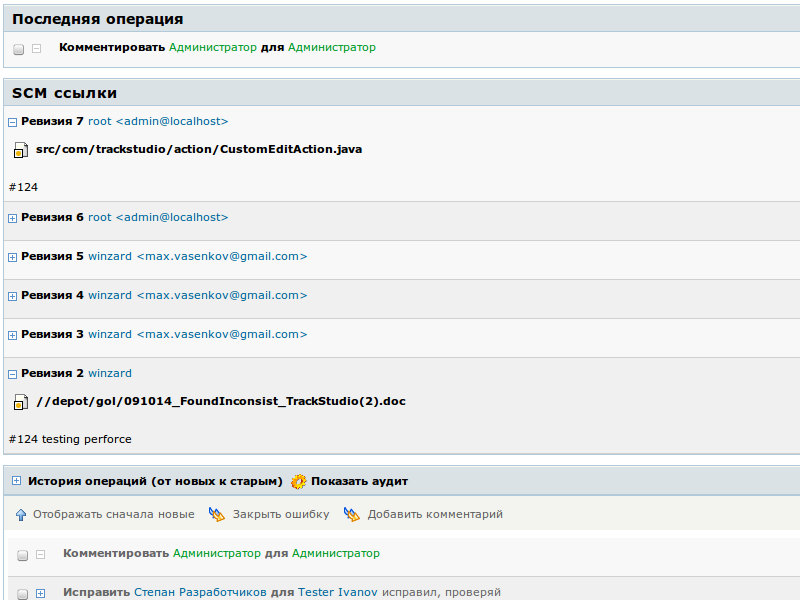 Последняя операция
Комментировать Администратор для Администратор
SCM ссылки
Ревизия 7 root <admin@localhost>
src/com/trackstudio/action/CustomEditAction.java
#124
Ревизия 6 root <admin@localhost>
Ревизия 5 winzard <max.vasenkov@gmail.com>
Ревизия 4 winzard <max.vasenkov@gmail.com>
Ревизия 3 winzard <max.vasenkov@gmail.com>
Ревизия 2 winzard
//depot/gol/091014_FoundInconsist_TrackStudio(2).doc
#124 testing perforce
История операций (от новых к старым) Показать аудит
Отображать сначала новые Закрыть ошибку Добавить комментарий
Комментировать Администратор для Администратор
Исправить Степан Разработчиков для Tester Ivanov исправил, проверяй